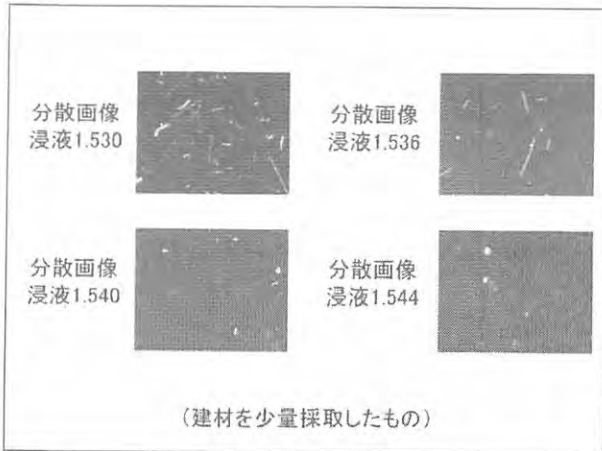 分散画像
浸液1.530
分散画像
浸液1.536
分散画像
浸液1.540
分散画像
浸液1.544
(建材を少量採取したもの)